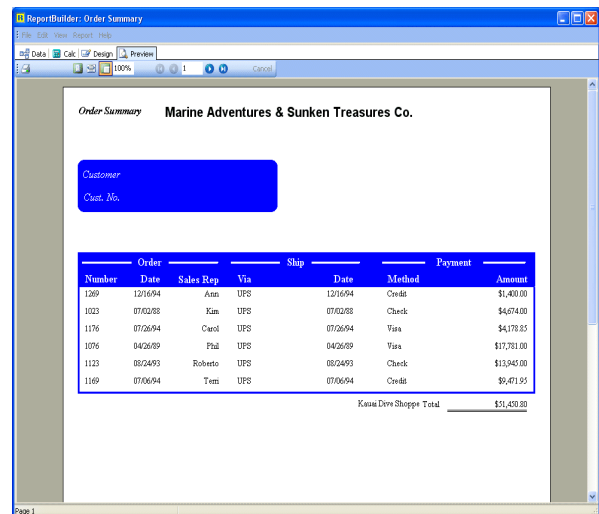 ReportBuilder: Order Summary
File Edit View Report Help
Data Calc Design Preview
100% 1 Cancel
Order Summary Marine Adventures & Sunken Treasures Co.
Customer
Cust. No.
Order Ship Payment
Number Date Sales Rep Via Date Method Amount
1269 12/16/94 Ann UPS 12/16/94 Credit $1,400.00
1023 07/02/88 Kim UPS 07/02/88 Check $4,674.00
1176 07/26/94 Carol UPS 07/26/94 Visa $4,178.85
1076 04/26/89 Phil UPS 04/26/89 Visa $17,781.00
1123 08/24/93 Roberto UPS 08/24/93 Check $13,945.00
1169 07/06/94 Terri UPS 07/06/94 Credit $9,471.95
Kauai Dive Shoppe Total $51,450.80
Page 1